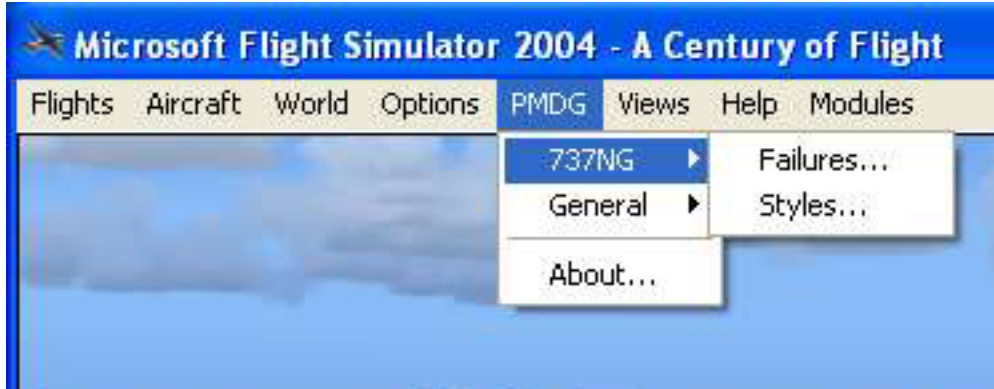 Microsoft Flight Simulator 2004 - A Century of Flight
Flights Aircraft World Options PMDG Views Help Modules
737NG Failures...
General Styles...
About...